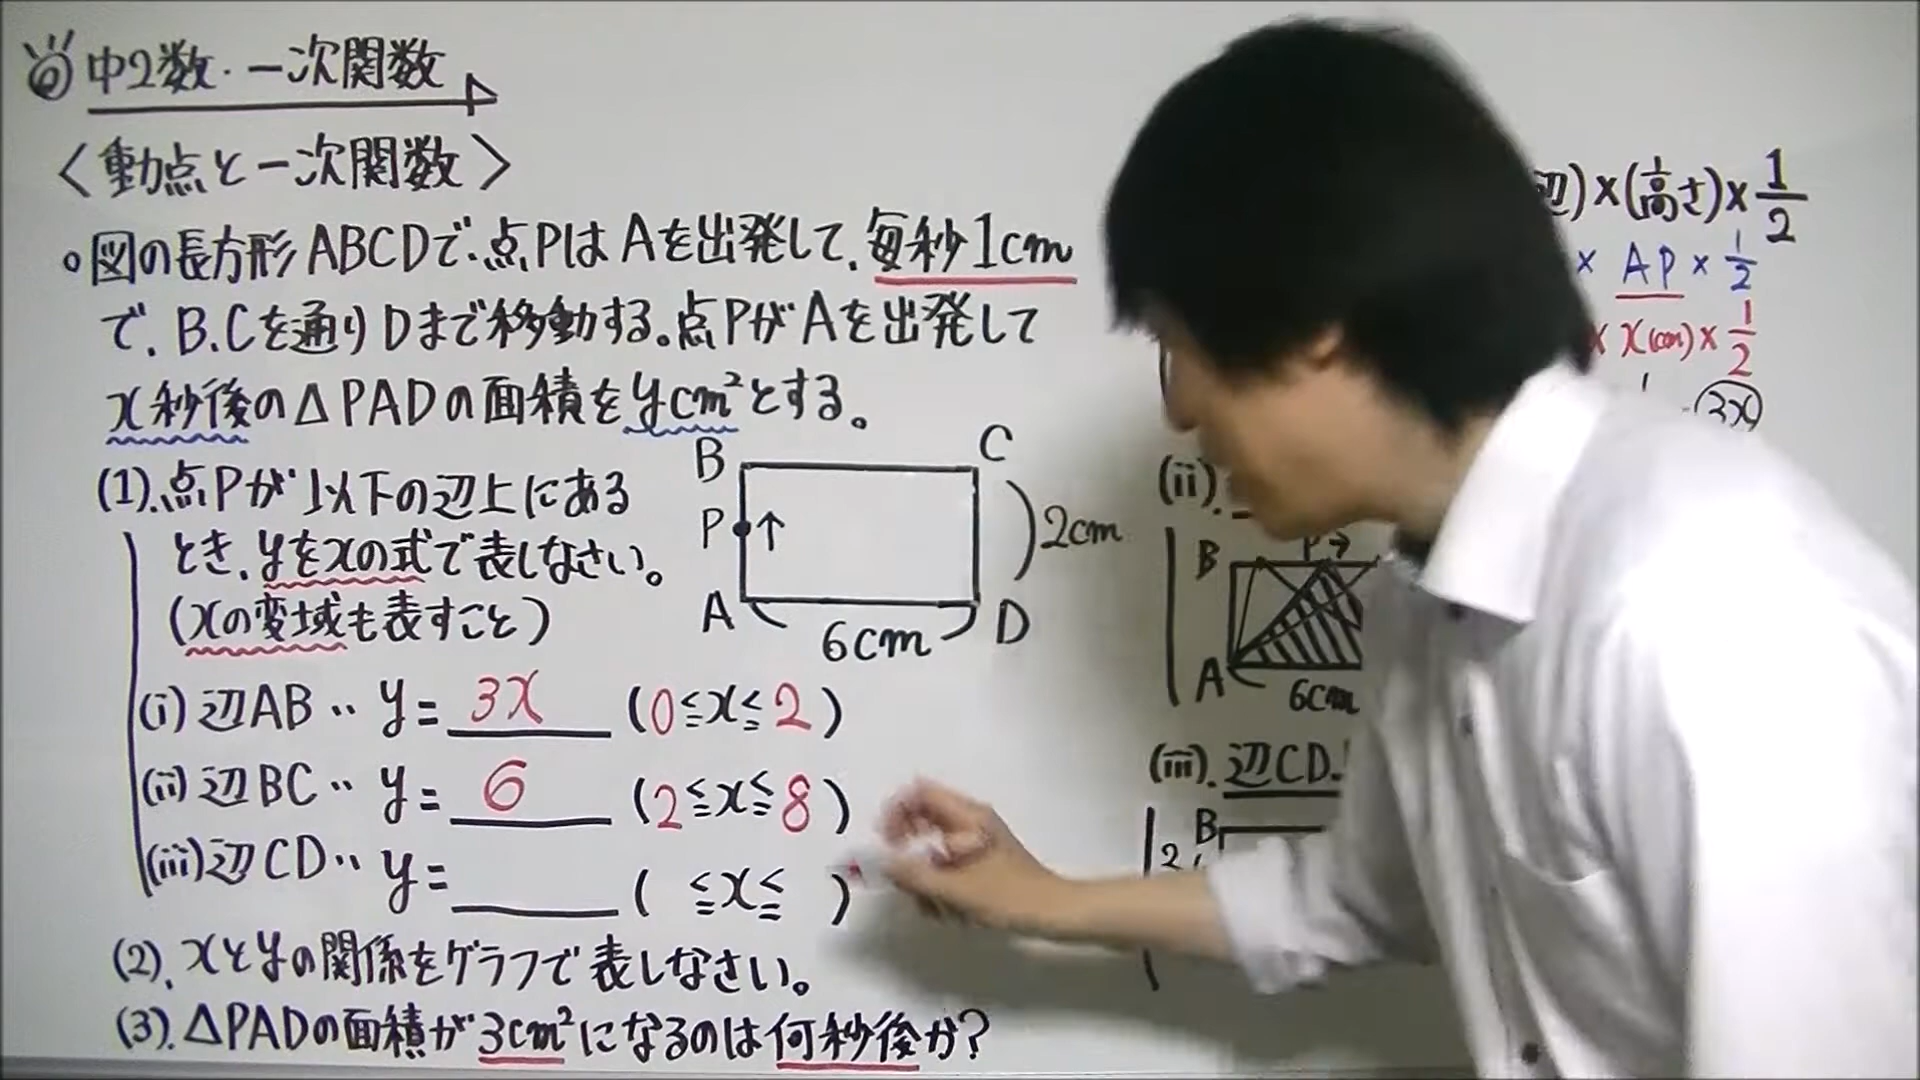 中2数・一次関数
〈動点と一次関数〉
○図の長方形ABCDで、点PはAを出発して、毎秒1cm
で、B、Cを通りDまで移動する。点PがAを出発して
x秒後の△PADの面積をycm²とする。
(1).点Pが以下の辺上にある
とき、yをxの式で表しなさい。
(xの変域も表すこと)
(i)辺AB‥ y= 3x (0≦x≦2)
(ii)辺BC‥ y= 6 (2≦x≦8)
(iii)辺CD‥ y= ( ≦x≦ )
(2).xとyの関係をグラフで表しなさい。
(3).△PADの面積が3cm²になるのは何秒後か?
B C
P ↑ 2cm
A 6cm D
辺)×(高さ)×1/2
× AP × 1/2
× x(cm) × 1/2
3x
(ii).
B P→
A 6cm
(iii).辺CD.
B
2